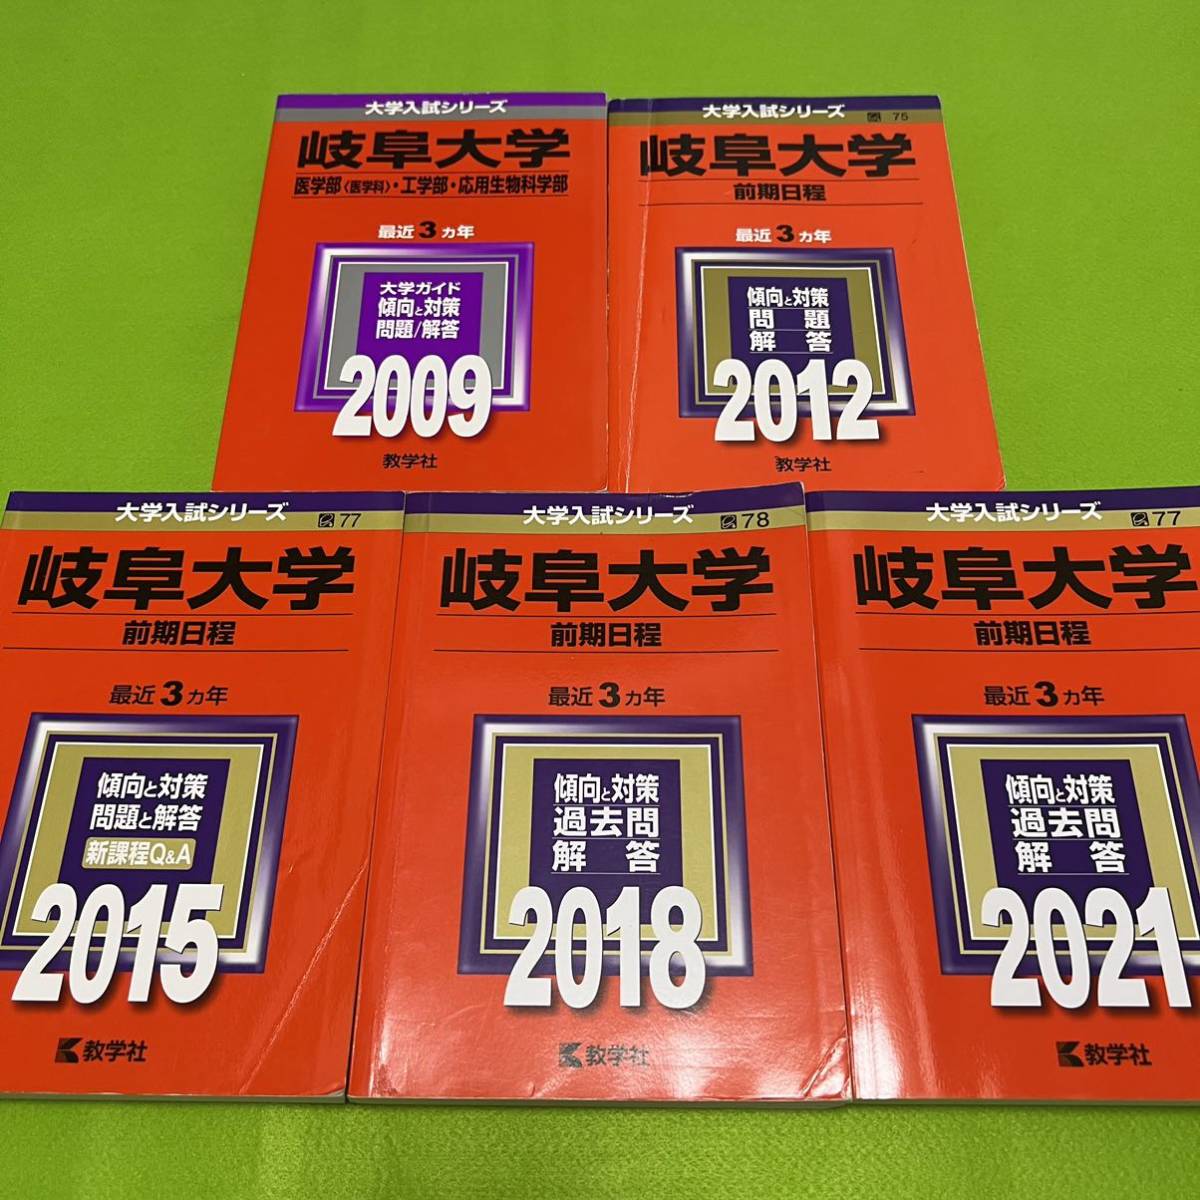 大学入試シリーズ
岐阜大学
医学部〈医学科〉・工学部・応用生物科学部
最近3ヵ年
大学ガイド
傾向と対策
問題/解答
2009
教学社
大学入試シリーズ
75
岐阜大学
前期日程
最近3ヵ年
傾向と対策
問題
解答
2012
教学社
大学入試シリーズ
77
岐阜大学
前期日程
最近3ヵ年
傾向と対策
問題と解答
新課程Q&A
2015
教学社
大学入試シリーズ
78
岐阜大学
前期日程
最近3ヵ年
傾向と対策
過去問
解答
2018
教学社
大学入試シリーズ
77
岐阜大学
前期日程
最近3ヵ年
傾向と対策
過去問
解答
2021
教学社